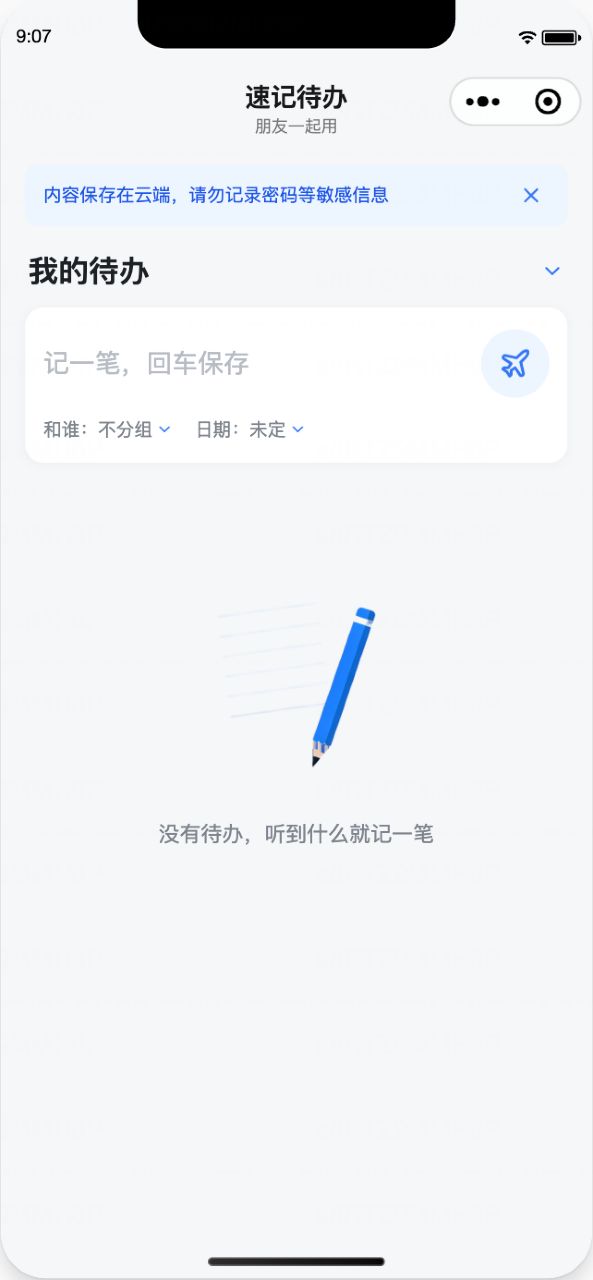 9:07
速记待办
朋友一起用
内容保存在云端，请勿记录密码等敏感信息
我的待办
记一笔，回车保存
和谁：不分组 日期：未定
没有待办，听到什么就记一笔